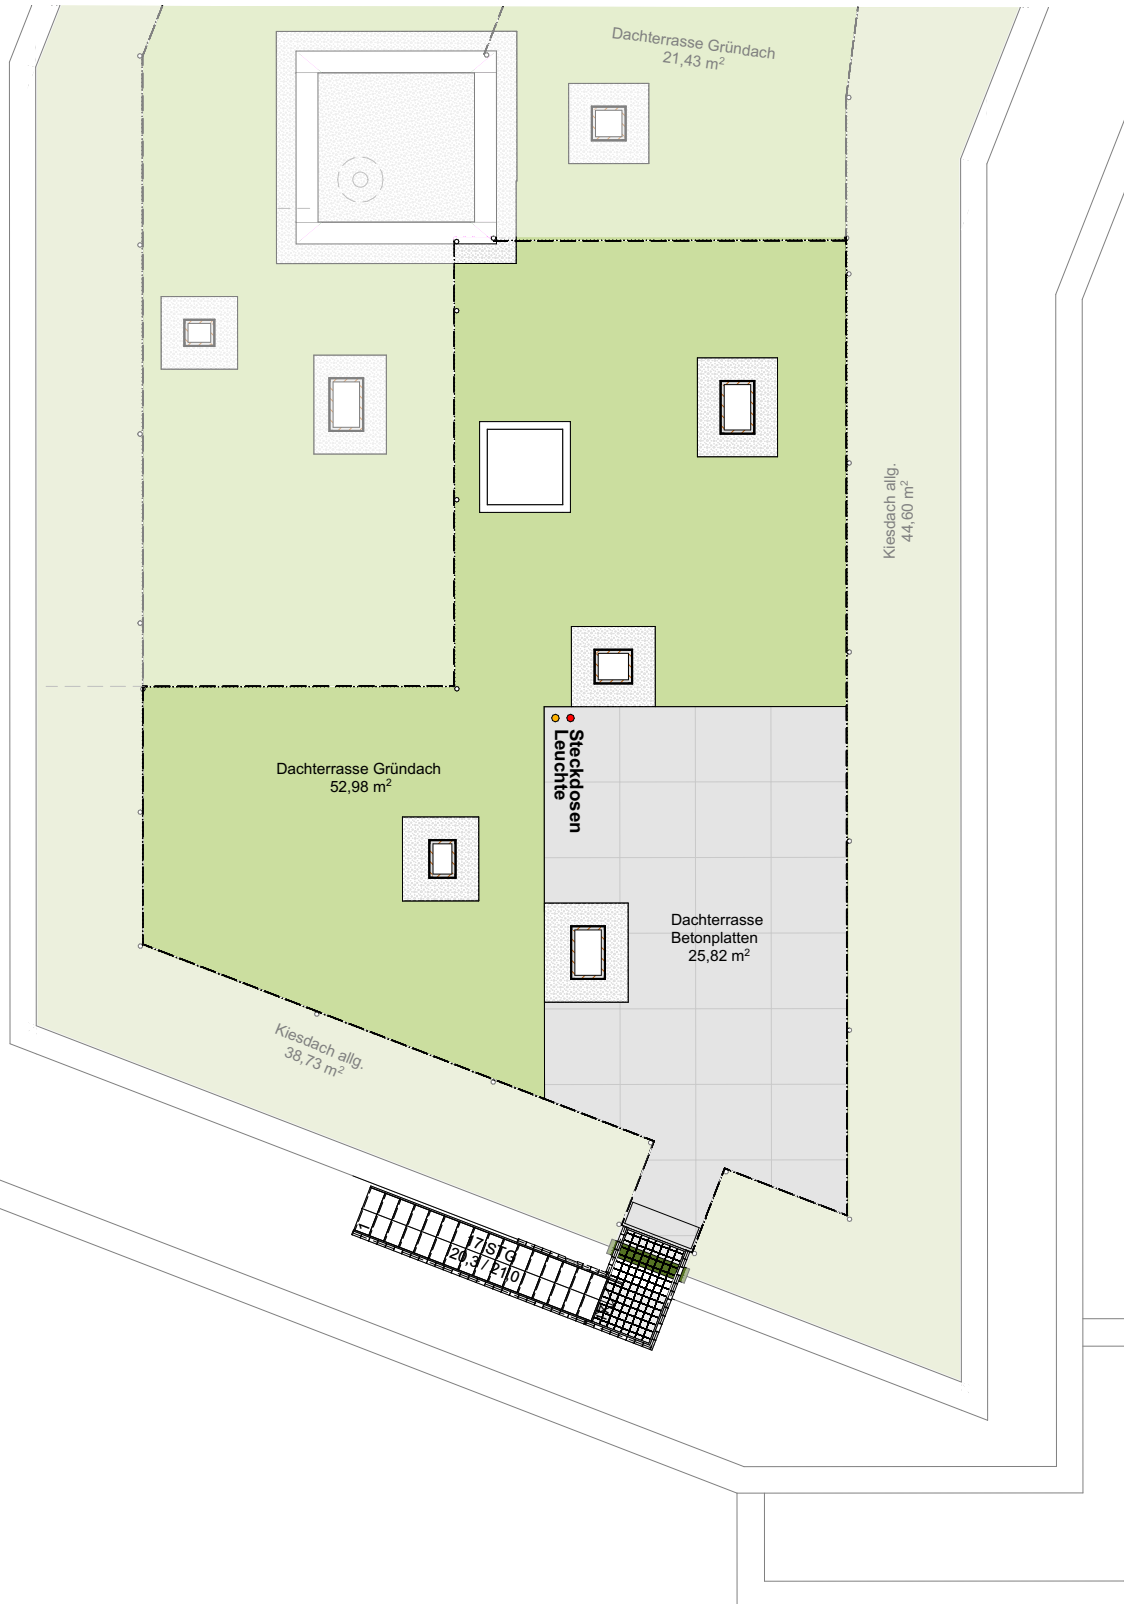 Dachterrasse Gründach
21,43 m²
Kiesdach allg.
44,60 m²
Steckdosen
Leuchte
Dachterrasse Gründach
52,98 m²
Dachterrasse
Betonplatten
25,82 m²
Kiesdach allg.
38,73 m²
1
17 STG
20,3 / 21,0